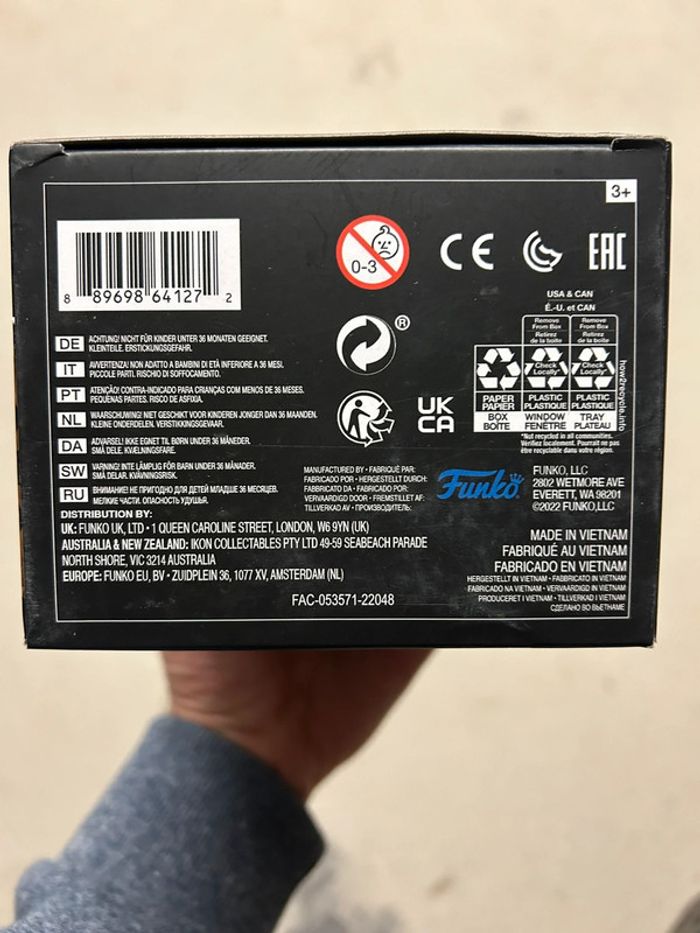 3+
8 89698 64127 2
0-3
CE
EAC
USA & CAN
É.-U. et CAN
Remove From Box
Retirez de la boîte
Remove From Box
Retirez de la boîte
®
Check Locally*
Check Locally*
how2recycle.info
UK CA
PAPER PAPIER
PLASTIC PLASTIQUE
PLASTIC PLASTIQUE
BOX BOÎTE
WINDOW FENÊTRE
TRAY PLATEAU
*Not recycled in all communities.
Vérifiez localement. Pourrait ne pas
être recyclable dans votre région.
DE ACHTUNG! NICHT FÜR KINDER UNTER 36 MONATEN GEEIGNET.
KLEINTEILE. ERSTICKUNGSGEFAHR.
IT AVVERTENZA! NON ADATTO A BAMBINI DI ETÀ INFERIORE A 36 MESI.
PICCOLE PARTI. RISCHIO DI SOFFOCAMENTO.
PT ATENÇÃO! CONTRA-INDICADO PARA CRIANÇAS COM MENOS DE 36 MESES.
PEQUENAS PARTES. RISCO DE ASFIXIA.
NL WAARSCHUWING! NIET GESCHIKT VOOR KINDEREN JONGER DAN 36 MAANDEN.
KLEINE ONDERDELEN. VERSTIKKINGSGEVAAR.
DA ADVARSEL! IKKE EGNET TIL BØRN UNDER 36 MÅNEDER.
SMÅ DELE. KVÆLNINGSFARE.
SW VARNING! INTE LÄMPLIG FÖR BARN UNDER 36 MÅNADER.
SMÅ DELAR. KVÄVNINGSRISK.
RU ВНИМАНИЕ! НЕ ПРИГОДНО ДЛЯ ДЕТЕЙ МЛАДШЕ 36 МЕСЯЦЕВ.
МЕЛКИЕ ЧАСТИ. ОПАСНОСТЬ УДУШЬЯ.
MANUFACTURED BY • FABRIQUÉ PAR:
FABRICADO POR • HERGESTELLT DURCH:
FABBRICATO DA • FABRICADO POR:
VERVAARDIGD DOOR • FREMSTILLET AF:
TILLVERKAD AV • ПРОИЗВОДИТЕЛЬ:
Funko®
FUNKO, LLC
2802 WETMORE AVE
EVERETT, WA 98201
©2022 FUNKO,LLC
DISTRIBUTION BY:
UK: FUNKO UK, LTD • 1 QUEEN CAROLINE STREET, LONDON, W6 9YN (UK)
AUSTRALIA & NEW ZEALAND: IKON COLLECTABLES PTY LTD 49-59 SEABEACH PARADE
NORTH SHORE, VIC 3214 AUSTRALIA
EUROPE: FUNKO EU, BV • ZUIDPLEIN 36, 1077 XV, AMSTERDAM (NL)
FAC-053571-22048
MADE IN VIETNAM
FABRIQUÉ AU VIETNAM
FABRICADO EN VIETNAM
HERGESTELLT IN VIETNAM • FABBRICATO IN VIETNAM
FABRICADO NA VIETNAM • VERVAARDIGD IN VIETNAM
PRODUCERET I VIETNAM • TILLVERKAD I VIETNAM
СДЕЛАНО ВО ВЬЕТНАМЕ